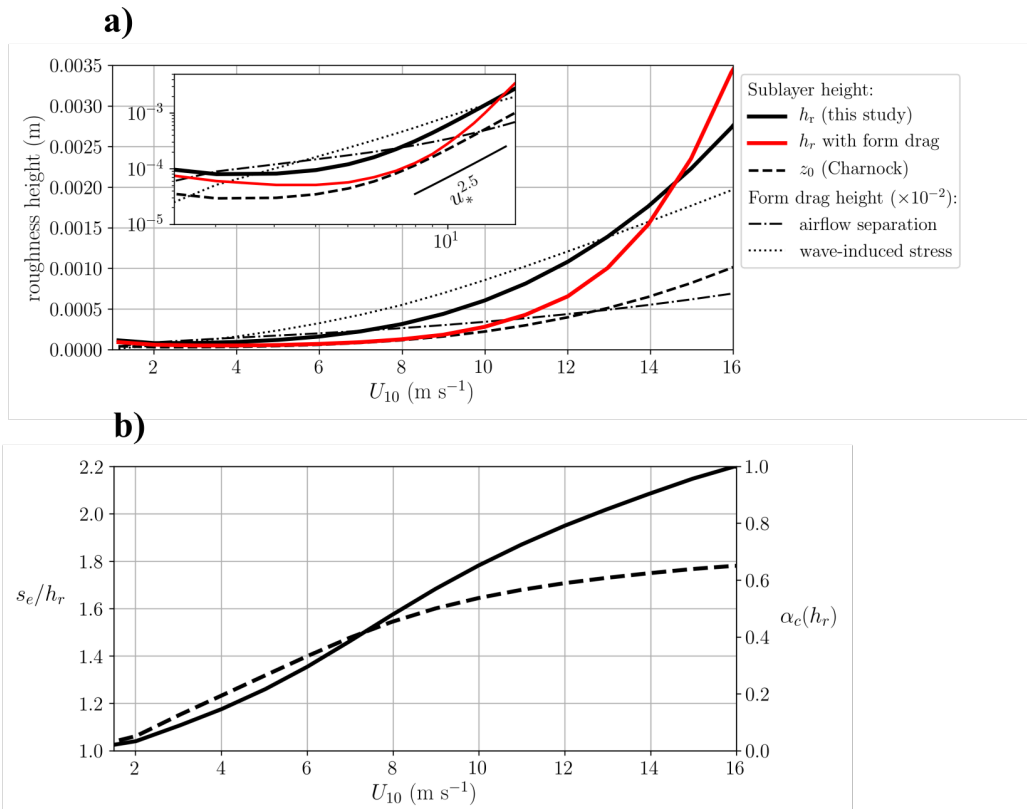 a)
0.0035
0.0030
0.0025
0.0020
0.0015
0.0010
0.0005
0.0000
roughness height (m)
10⁻³
10⁻⁴
10⁻⁵
10¹
u*^2.5
2 4 6 8 10 12 14 16
U₁₀ (m s⁻¹)
Sublayer height:
hᵣ (this study)
hᵣ with form drag
z₀ (Charnock)
Form drag height (×10⁻²):
airflow separation
wave-induced stress
b)
2.2
2.0
1.8
1.6
1.4
1.2
1.0
sₑ/hᵣ
1.0
0.8
0.6
0.4
0.2
0.0
α_c(hᵣ)
2 4 6 8 10 12 14 16
U₁₀ (m s⁻¹)